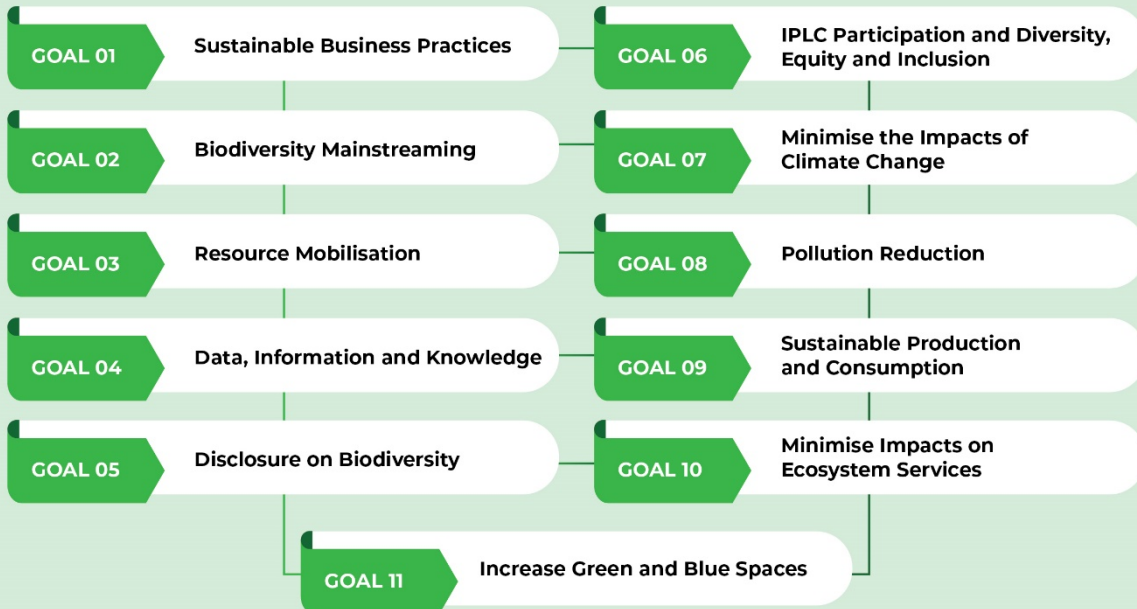 GOAL 01
Sustainable Business Practices
GOAL 02
Biodiversity Mainstreaming
GOAL 03
Resource Mobilisation
GOAL 04
Data, Information and Knowledge
GOAL 05
Disclosure on Biodiversity
GOAL 06
IPLC Participation and Diversity,
Equity and Inclusion
GOAL 07
Minimise the Impacts of
Climate Change
GOAL 08
Pollution Reduction
GOAL 09
Sustainable Production
and Consumption
GOAL 10
Minimise Impacts on
Ecosystem Services
GOAL 11
Increase Green and Blue Spaces